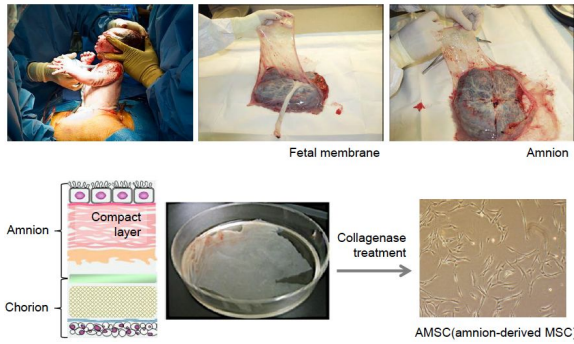 Fetal membrane
Amnion
Amnion
Compact
layer
Chorion
Collagenase
treatment
AMSC(amnion-derived MSC)